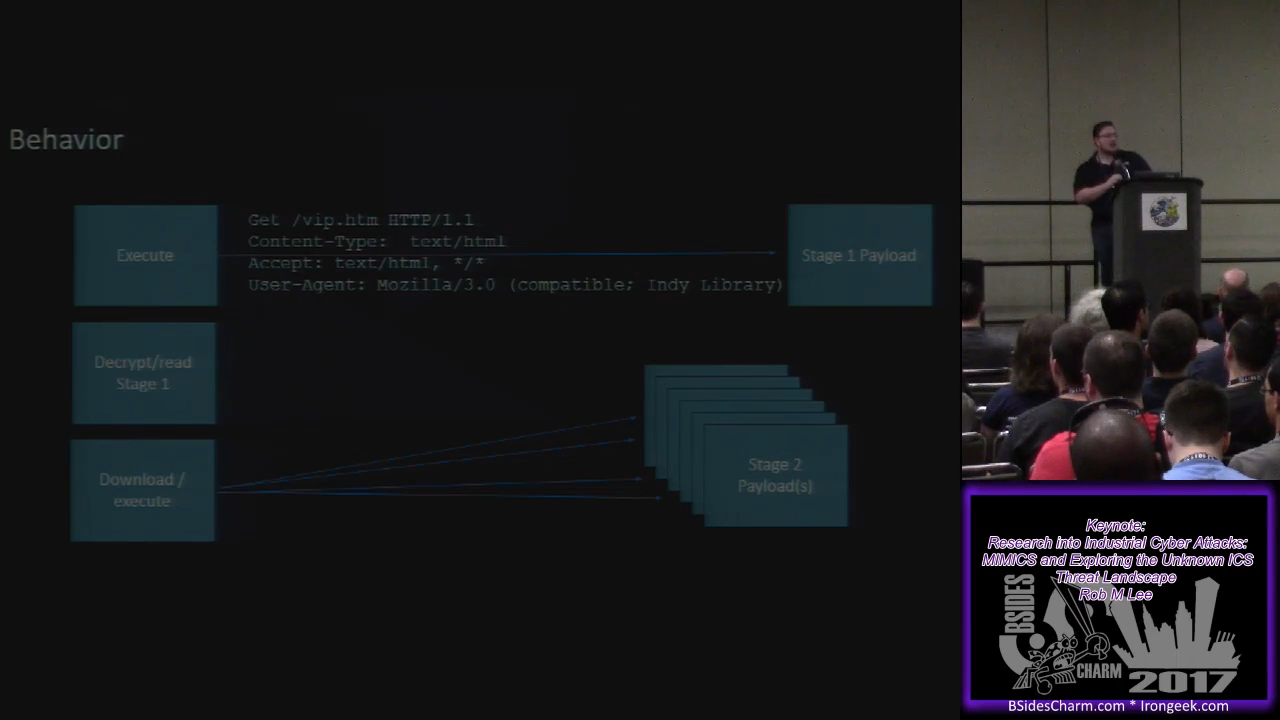 Behavior
Execute
Get /vip.htm HTTP/1.1
Content-Type:  text/html
Accept: text/html, */*
User-Agent: Mozilla/3.0 (compatible; Indy Library)
Stage 1 Payload
Decrypt/read
Stage 1
Download /
execute
Stage 2
Payload(s)
Keynote:
Research into Industrial Cyber Attacks:
MIMICS and Exploring the Unknown ICS
Threat Landscape
Rob M Lee
BSIDES
CHARM
2017
BSidesCharm.com * Irongeek.com